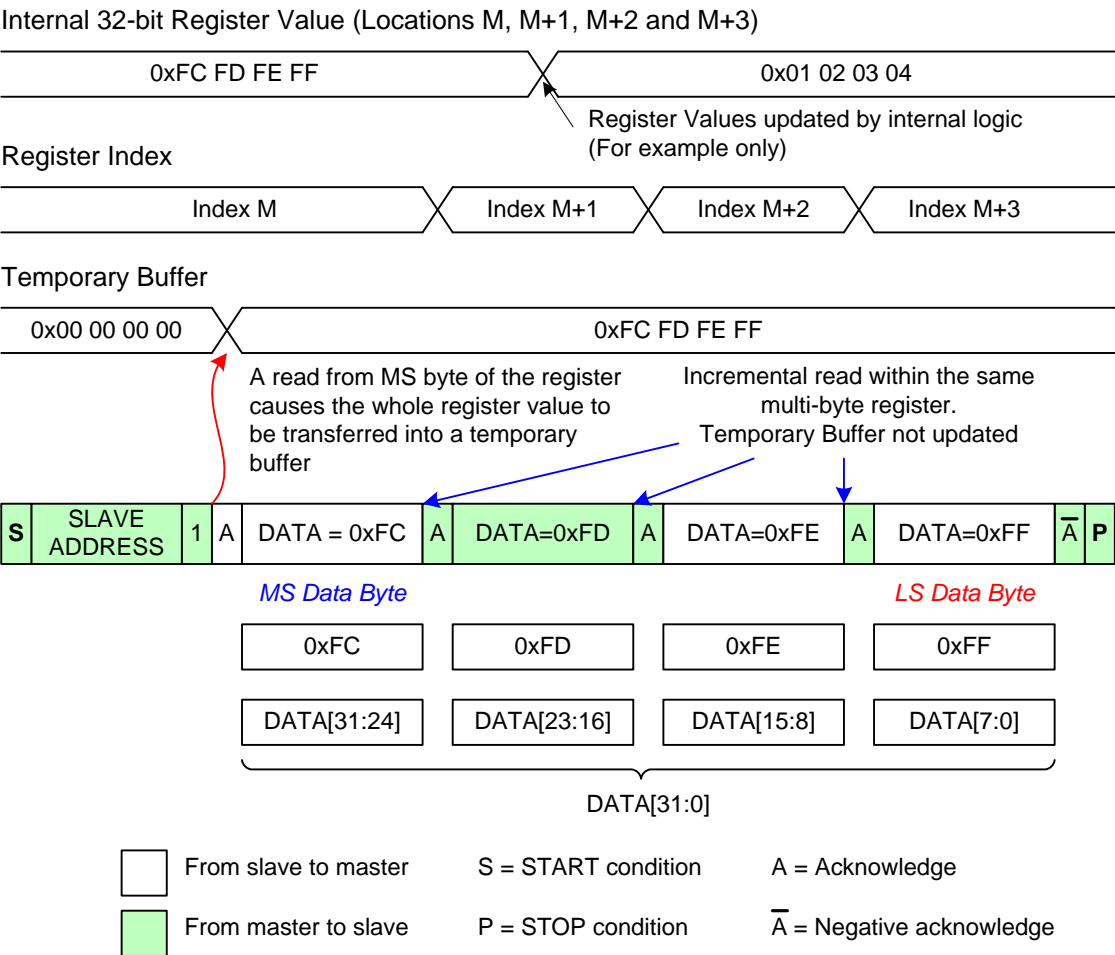 Internal 32-bit Register Value (Locations M, M+1, M+2 and M+3)
0xFC FD FE FF
0x01 02 03 04
Register Values updated by internal logic
(For example only)
Register Index
Index M
Index M+1
Index M+2
Index M+3
Temporary Buffer
0x00 00 00 00
0xFC FD FE FF
A read from MS byte of the register
causes the whole register value to
be transferred into a temporary
buffer
Incremental read within the same
multi-byte register.
Temporary Buffer not updated
S
SLAVE
ADDRESS
1
A
DATA = 0xFC
A
DATA=0xFD
A
DATA=0xFE
A
DATA=0xFF
A̅
P
MS Data Byte
LS Data Byte
0xFC
0xFD
0xFE
0xFF
DATA[31:24]
DATA[23:16]
DATA[15:8]
DATA[7:0]
DATA[31:0]
From slave to master
S = START condition
A = Acknowledge
From master to slave
P = STOP condition
A̅ = Negative acknowledge